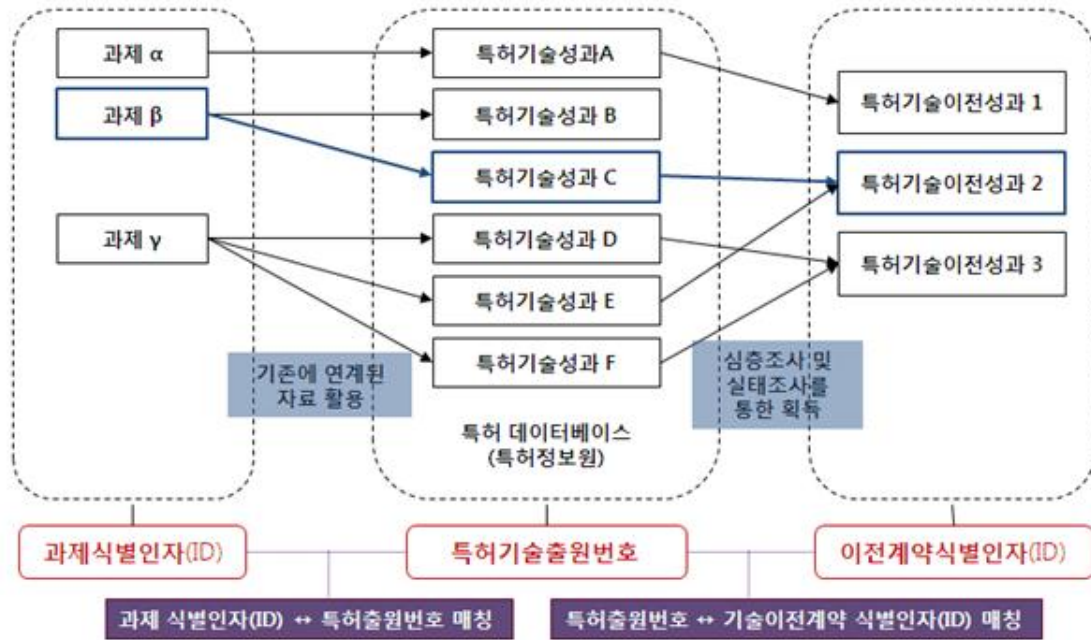 과제 α
과제 β
과제 γ
특허기술성과A
특허기술성과 B
특허기술성과 C
특허기술성과 D
특허기술성과 E
특허기술성과 F
특허기술이전성과 1
특허기술이전성과 2
특허기술이전성과 3
기존에 연계된
자료 활용
심층조사 및
실태조사를
통한 획득
특허 데이터베이스
(특허정보원)
과제식별인자(ID)
특허기술출원번호
이전계약식별인자(ID)
과제 식별인자(ID) ↔ 특허출원번호 매칭
특허출원번호 ↔ 기술이전계약 식별인자(ID) 매칭